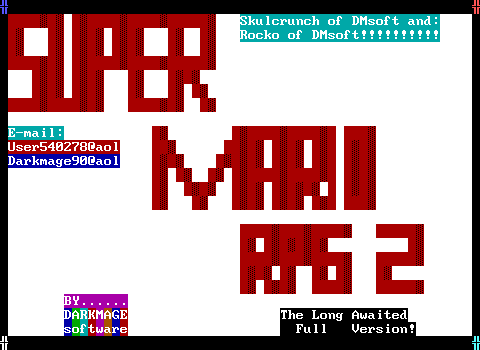 Skulcrunch of DMsoft and:
Rocko of DMsoft!!!!!!!!!!
SUPER
E-mail:
User540278@aol
Darkmage90@aol
MARIO
RPG 2
BY......
DARKMAGE
software
The Long Awaited
Full Version!